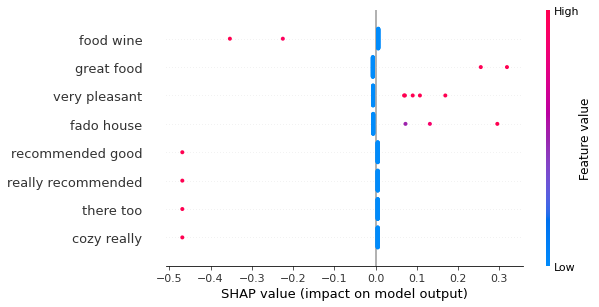 High
food wine
great food
very pleasant
fado house
recommended good
really recommended
there too
cozy really
Feature value
Low
−0.5 −0.4 −0.3 −0.2 −0.1 0.0 0.1 0.2 0.3
SHAP value (impact on model output)